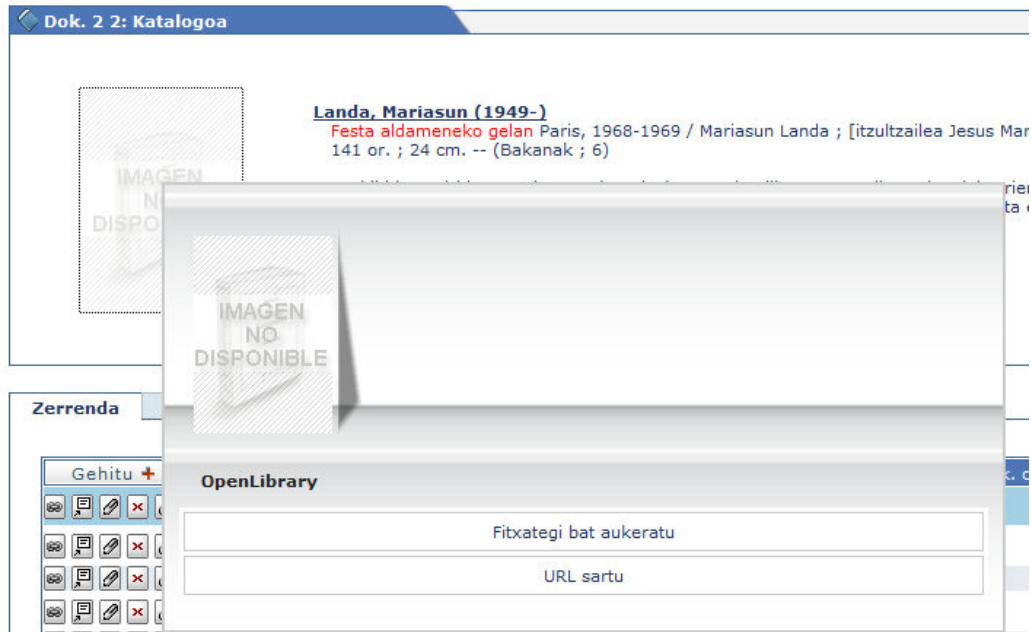 Dok. 2 2: Katalogoa
Landa, Mariasun (1949-)
Festa aldameneko gelan Paris, 1968-1969 / Mariasun Landa ; [itzultzailea Jesus Mar
141 or. ; 24 cm. -- (Bakanak ; 6)
IMAGEN
IMAGEN
NO
DISPONIBLE
Zerrenda
Gehitu
OpenLibrary
Fitxategi bat aukeratu
URL sartu